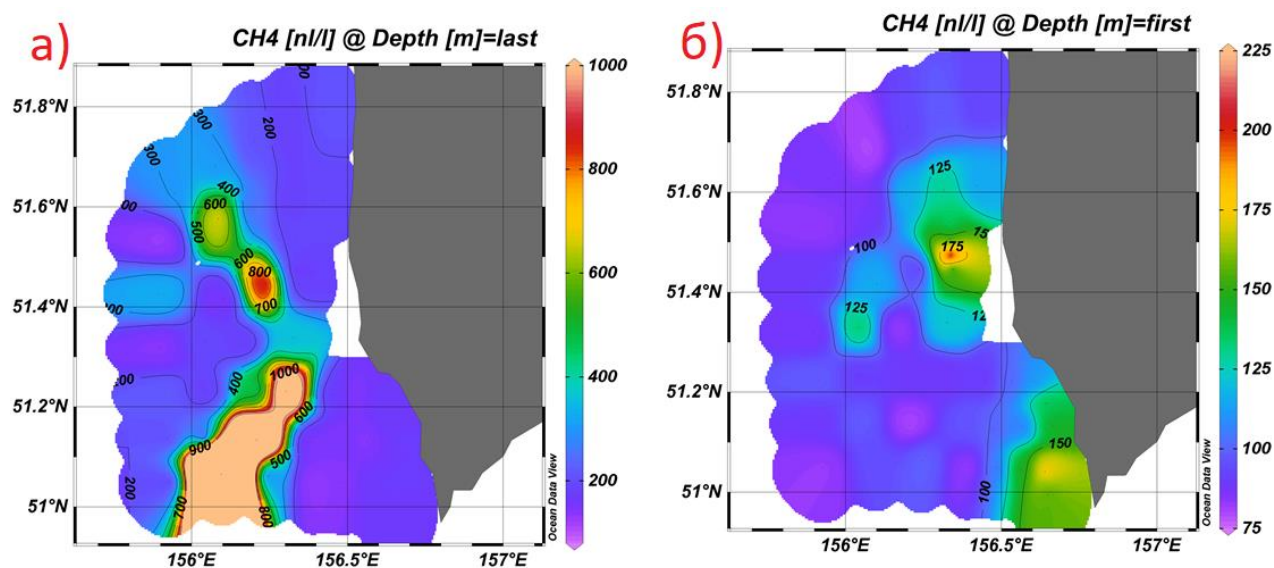 а)
CH4 [nl/l] @ Depth [m]=last
51.8°N
51.6°N
51.4°N
51.2°N
51°N
156°E
156.5°E
157°E
300
300
200
200
400
600
500
600
800
700
400
1000
600
900
500
700
800
200
1000
800
600
400
200
Ocean Data View
б)
CH4 [nl/l] @ Depth [m]=first
51.8°N
51.6°N
51.4°N
51.2°N
51°N
156°E
156.5°E
157°E
125
100
15
175
125
12
150
100
225
200
175
150
125
100
75
Ocean Data View